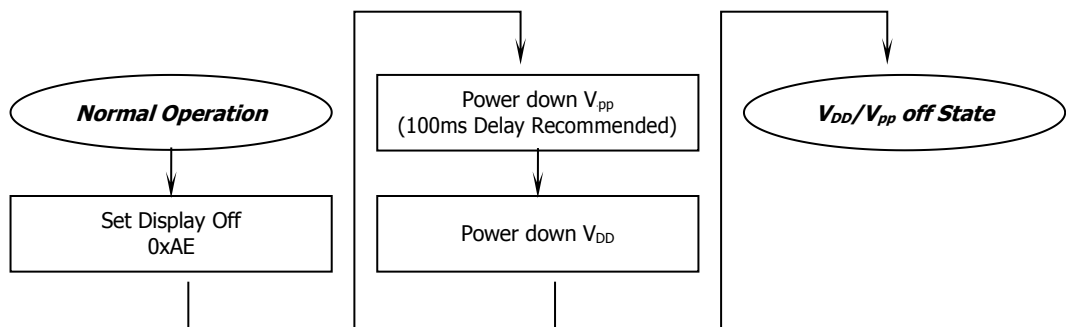 Normal Operation
Set Display Off
0xAE
Power down Vpp
(100ms Delay Recommended)
Power down VDD
VDD/Vpp off State